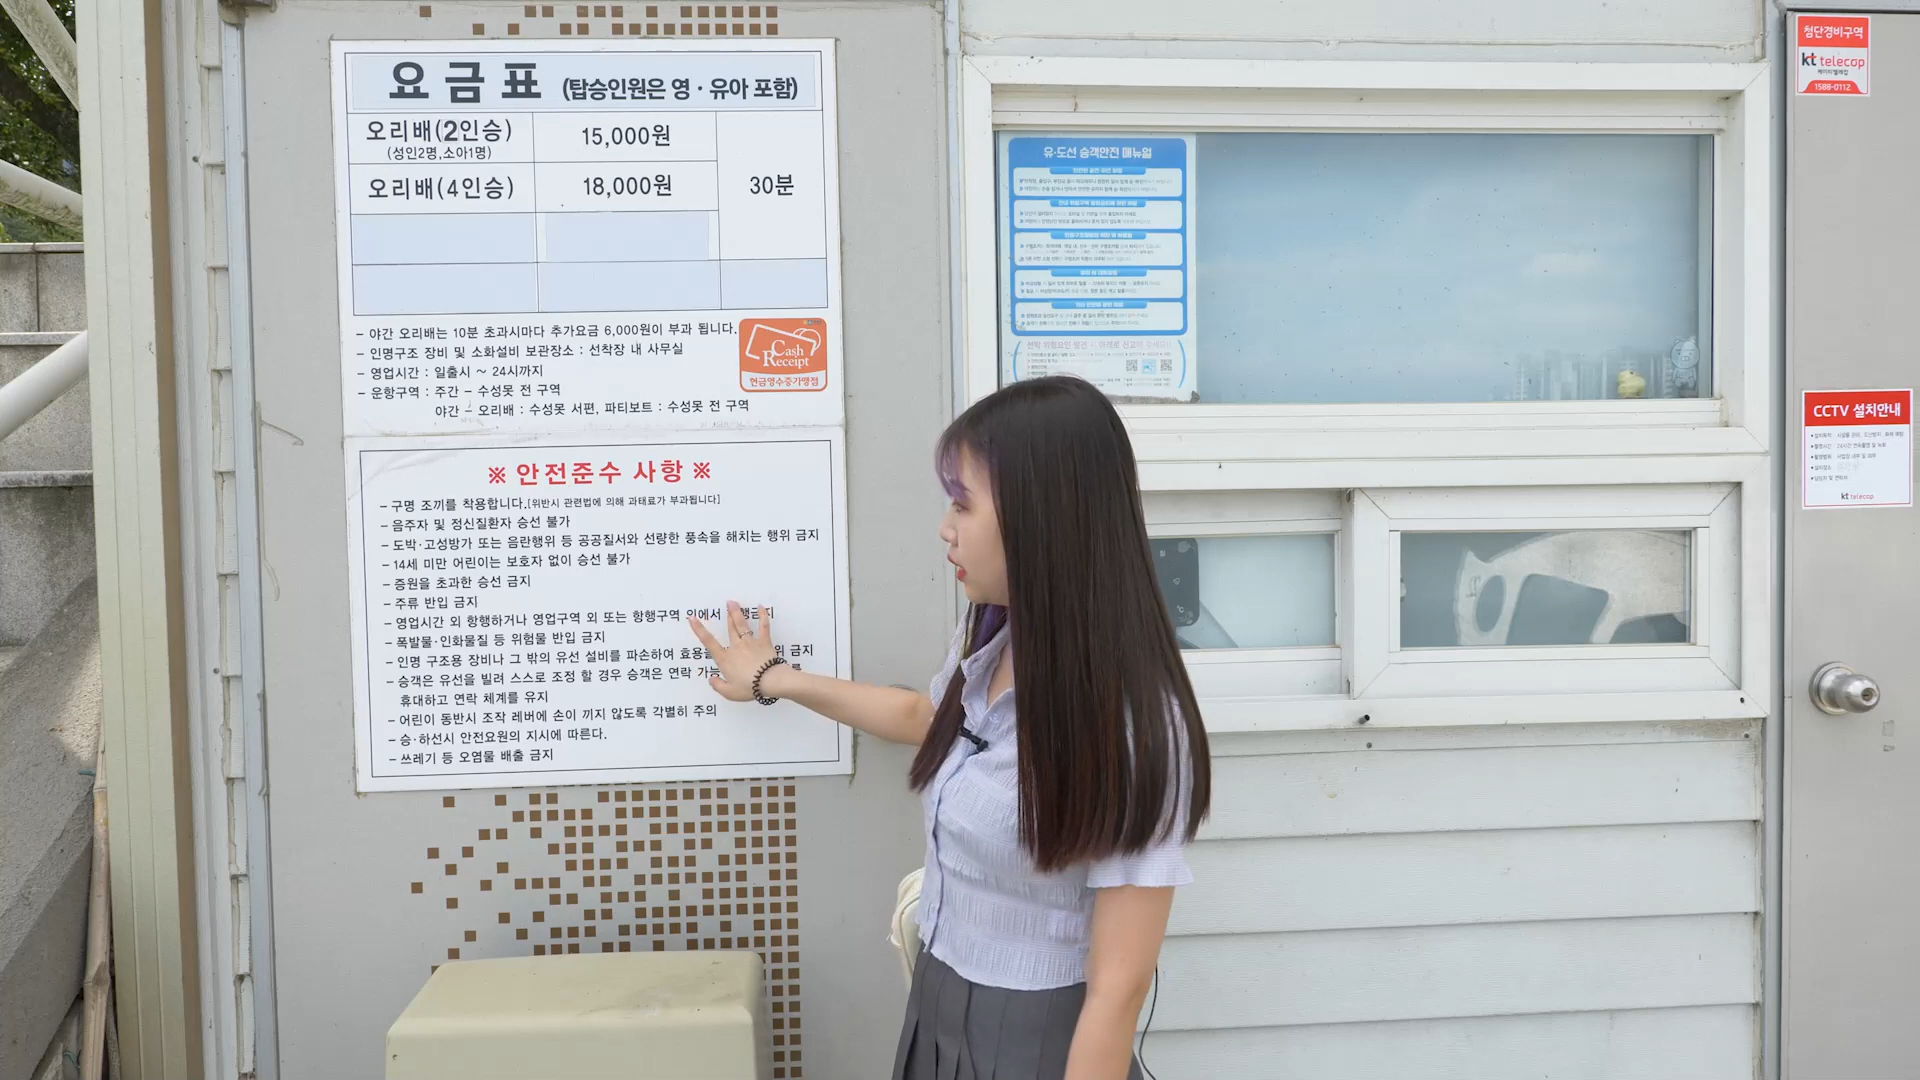 요금표 (탑승인원은 영·유아 포함)
오리배(2인승) 15,000원
(성인2명,소아1명)
오리배(4인승) 18,000원 30분
- 야간 오리배는 10분 초과시마다 추가요금 6,000원이 부과 됩니다.
- 인명구조 장비 및 소화설비 보관장소 : 선착장 내 사무실
- 영업시간 : 일출시 ~ 24시까지
- 운항구역 : 주간 - 수성못 전 구역
야간 - 오리배 : 수성못 서편, 파티보트 : 수성못 전 구역
Cash
Receipt
현금영수증가맹점
※ 안전준수 사항 ※
- 구명 조끼를 착용합니다.[위반시 관련법에 의해 과태료가 부과됩니다]
- 음주자 및 정신질환자 승선 불가
- 도박·고성방가 또는 음란행위 등 공공질서와 선량한 풍속을 해치는 행위 금지
- 14세 미만 어린이는 보호자 없이 승선 불가
- 증원을 초과한 승선 금지
- 주류 반입 금지
- 영업시간 외 항행하거나 영업구역 외 또는 항행구역 외에서 행금지
- 폭발물·인화물질 등 위험물 반입 금지
- 인명 구조용 장비나 그 밖의 유선 설비를 파손하여 효용을 위 금지
- 승객은 유선을 빌려 스스로 조정 할 경우 승객은 연락 가능 를
휴대하고 연락 체계를 유지
- 어린이 동반시 조작 레버에 손이 끼지 않도록 각별히 주의
- 승·하선시 안전요원의 지시에 따른다.
- 쓰레기 등 오염물 배출 금지
유·도선 승객안전 매뉴얼
첨단경비구역
kt telecop
케이티텔레캅
1588-0112
CCTV 설치안내
kt telecop